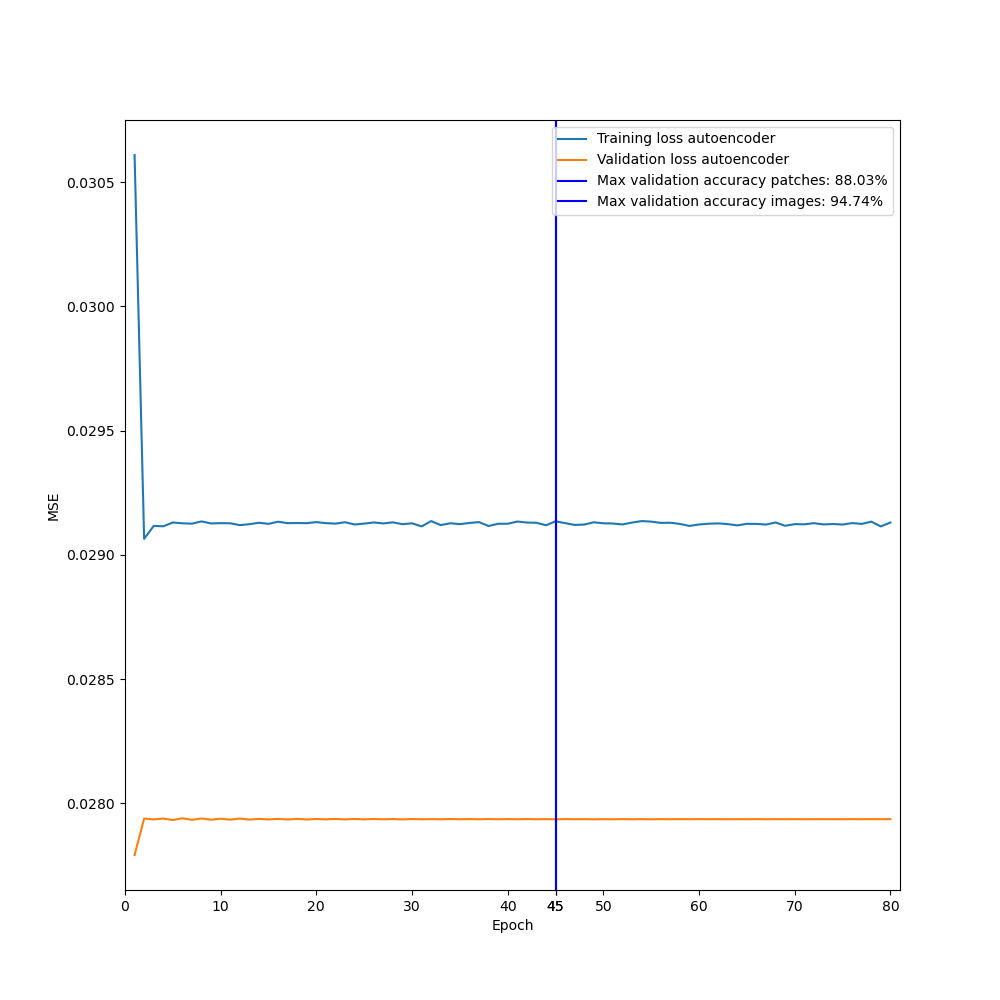 Training loss autoencoder
Validation loss autoencoder
Max validation accuracy patches: 88.03%
Max validation accuracy images: 94.74%
0.0305
0.0300
0.0295
0.0290
0.0285
0.0280
MSE
0 10 20 30 40 45 50 60 70 80
Epoch